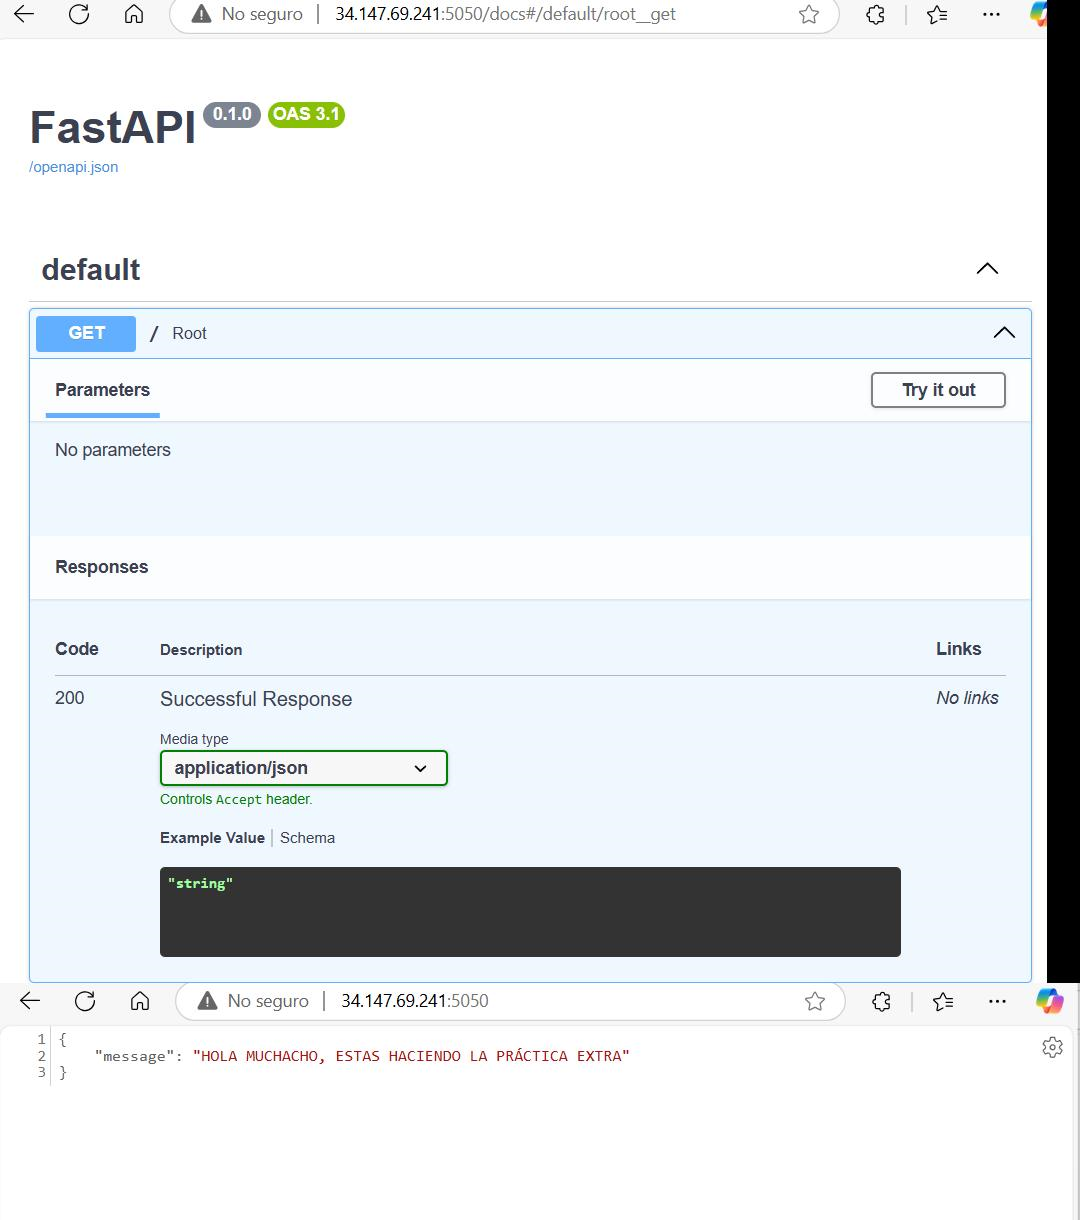 No seguro | 34.147.69.241:5050/docs#/default/root__get
FastAPI 0.1.0 OAS 3.1
/openapi.json
default
GET / Root
Parameters Try it out
No parameters
Responses
Code Description Links
200 Successful Response No links
Media type
application/json
Controls Accept header.
Example Value | Schema
"string"
No seguro | 34.147.69.241:5050
1 {
2 "message": "HOLA MUCHACHO, ESTAS HACIENDO LA PRÁCTICA EXTRA"
3 }